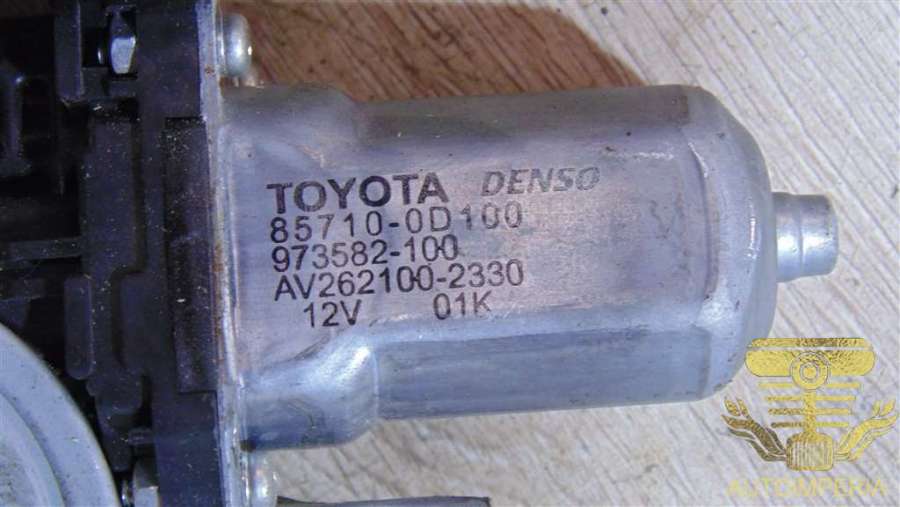 TOYOTA DENSO
85710-0D100
973582-100
AV262100-2330
12V 01K
AUTOMPERIA